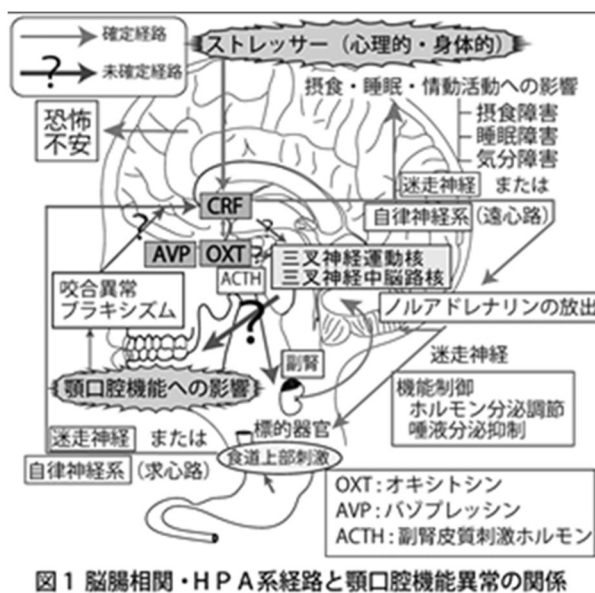 確定経路
?
未確定経路
ストレッサー（心理的・身体的）
摂食・睡眠・情動活動への影響
摂食障害
睡眠障害
気分障害
恐怖
不安
迷走神経 または
自律神経系（遠心路）
CRF
?
AVP
OXT
?
?
ACTH
三叉神経運動核
三叉神経中脳路核
咬合異常
ブラキシズム
ノルアドレナリンの放出
?
迷走神経
副腎
顎口腔機能への影響
機能制御
ホルモン分泌調節
唾液分泌抑制
標的器官
迷走神経 または
自律神経系（求心路）
食道上部刺激
OXT：オキシトシン
AVP：バゾプレッシン
ACTH：副腎皮質刺激ホルモン
図1 脳腸相関・HPA系経路と顎口腔機能異常の関係